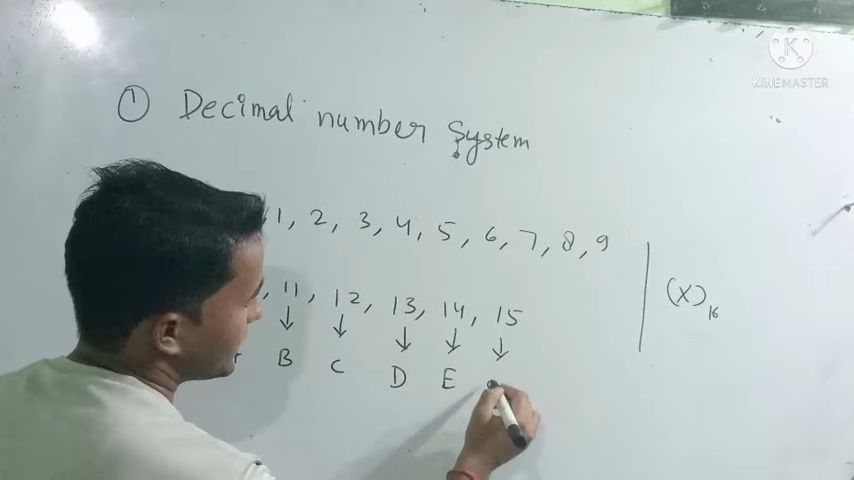 ① Decimal number System
, 1, 2, 3, 4, 5, 6, 7, 8, 9
(X)₁₆
, 11, 12, 13, 14, 15
↓ ↓ ↓ ↓ ↓
B C D E
K
KINEMASTER